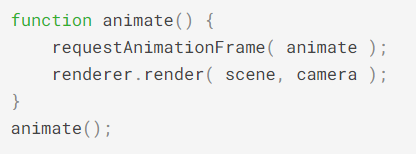 function animate() {
    requestAnimationFrame( animate );
    renderer.render( scene, camera );
}
animate();